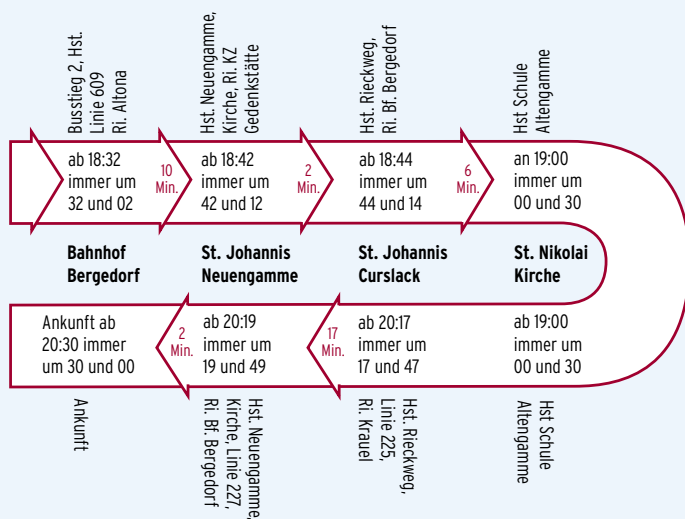 Busstieg 2, Hst.
Linie 609
Ri. Altona
Hst. Neuengamme,
Kirche, Ri. KZ
Gedenkstätte
Hst. Rieckweg,
Ri. Bf. Bergedorf
Hst Schule
Altengamme
ab 18:32
immer um
32 und 02
10
Min.
ab 18:42
immer um
42 und 12
2
Min.
ab 18:44
immer um
44 und 14
6
Min.
an 19:00
immer um
00 und 30
Bahnhof
Bergedorf
St. Johannis
Neuengamme
St. Johannis
Curslack
St. Nikolai
Kirche
Ankunft ab
20:30 immer
um 30 und 00
2
Min.
ab 20:19
immer um
19 und 49
17
Min.
ab 20:17
immer um
17 und 47
ab 19:00
immer um
00 und 30
Ankunft
Hst. Neuengamme,
Kirche, Linie 227,
Ri. Bf. Bergedorf
Hst. Rieckweg,
Linie 225,
Ri. Krauel
Hst Schule
Altengamme